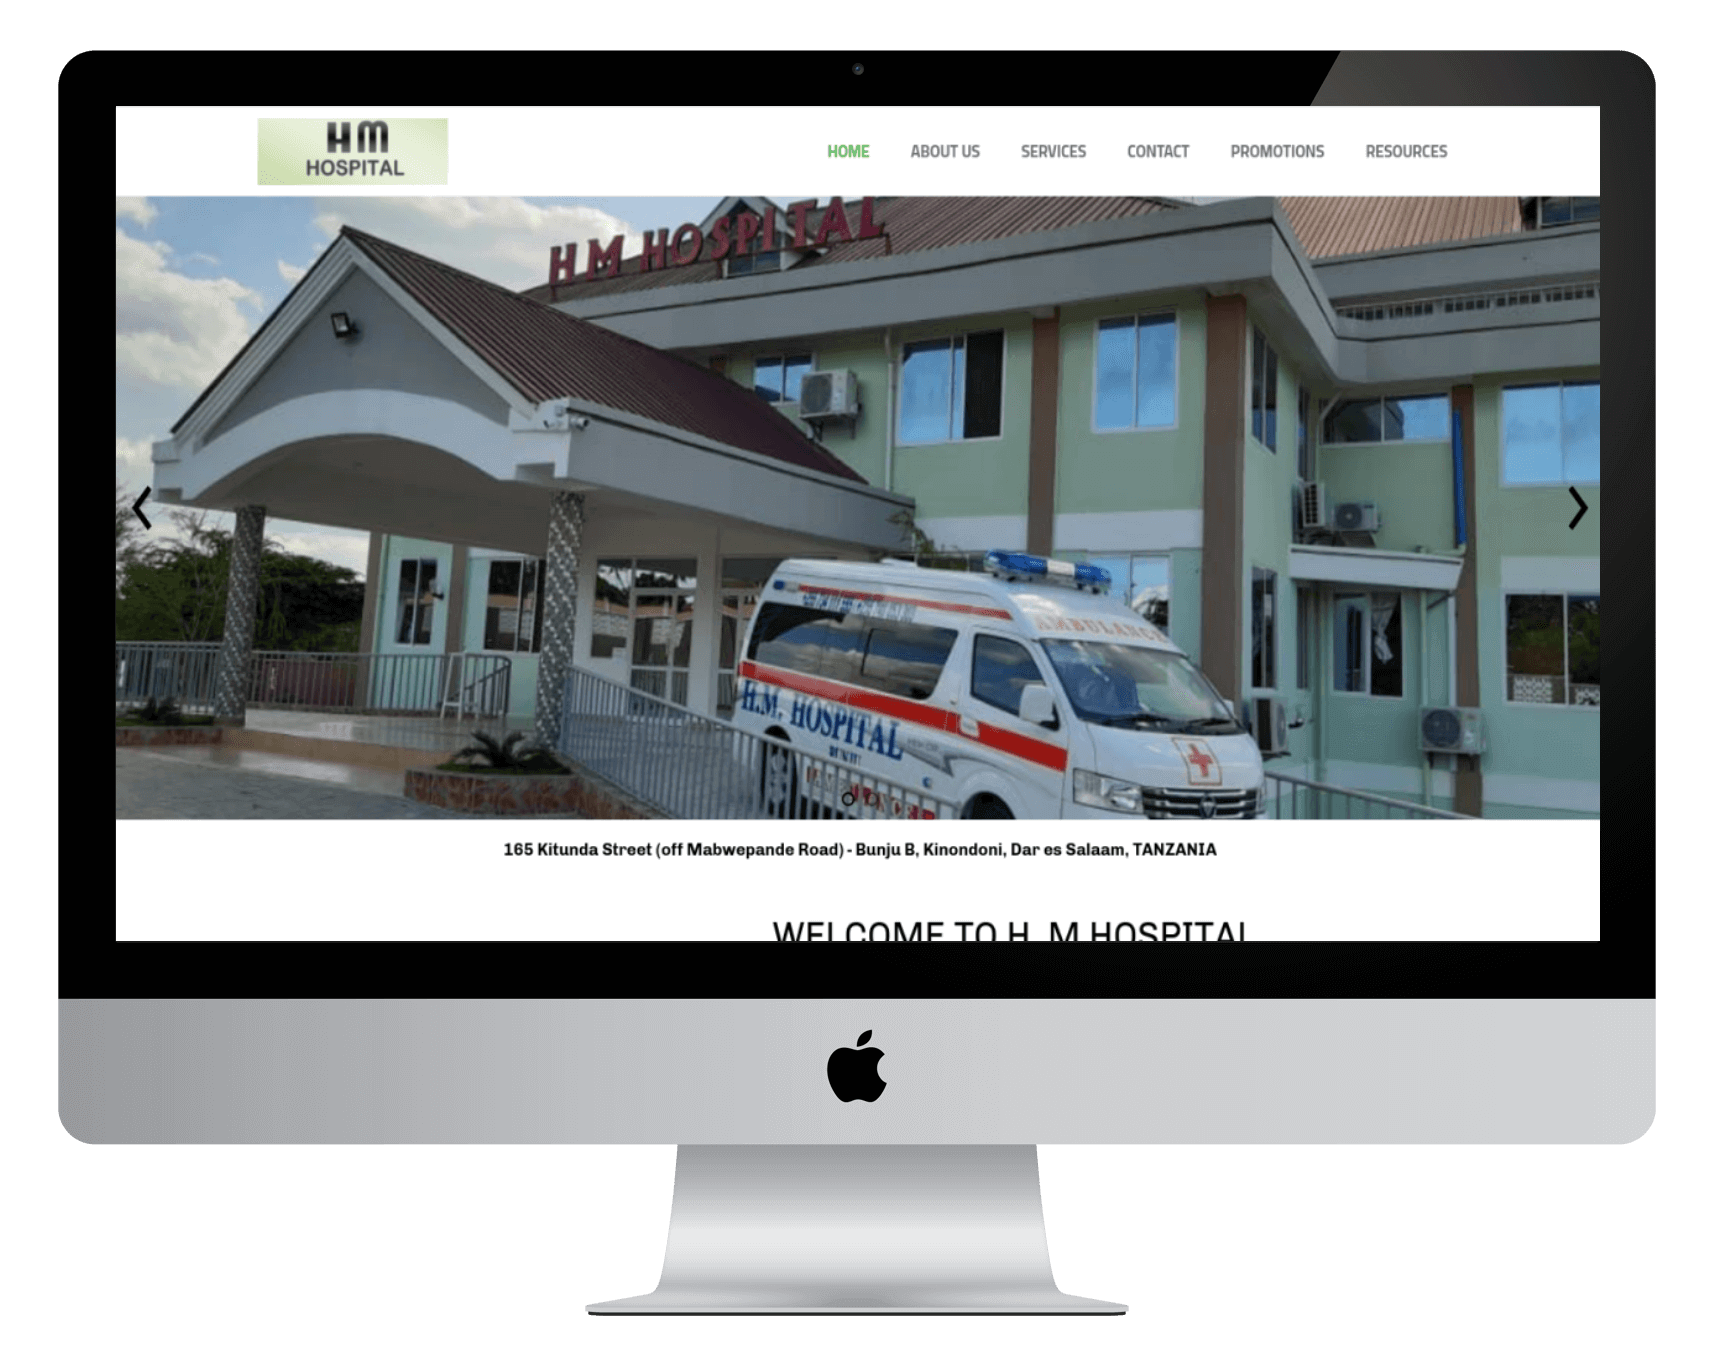 HM
HOSPITAL
HOME ABOUT US SERVICES CONTACT PROMOTIONS RESOURCES
H M HOSPITAL
AMBULANCE
H.M. HOSPITAL
BUNJU
165 Kitunda Street (off Mabwepande Road) - Bunju B, Kinondoni, Dar es Salaam, TANZANIA
WELCOME TO H. M HOSPITAL